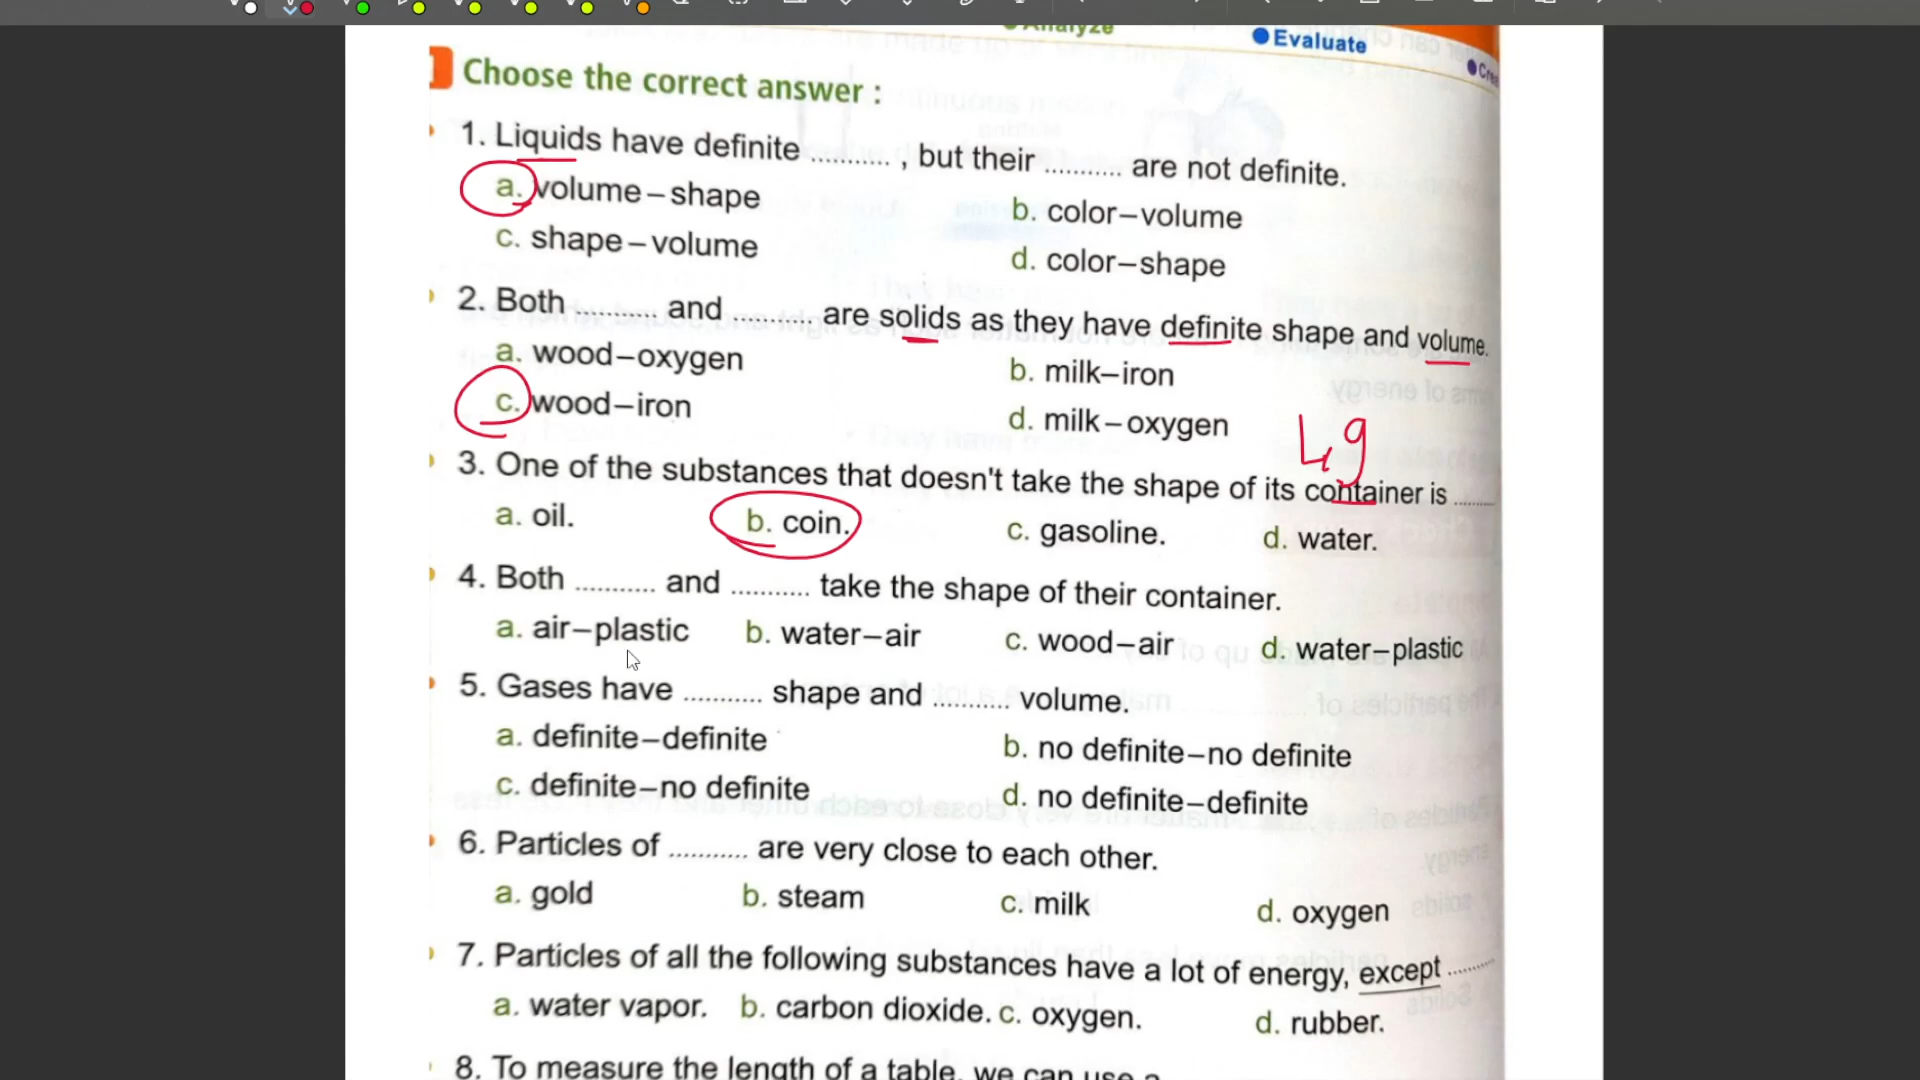 Analyze
Evaluate
Choose the correct answer :
1. Liquids have definite ........... , but their ........... are not definite.
a. volume – shape
b. color – volume
c. shape – volume
d. color – shape
2. Both ........... and ........... are solids as they have definite shape and volume.
a. wood – oxygen
b. milk – iron
c. wood – iron
d. milk – oxygen
L, g
3. One of the substances that doesn't take the shape of its container is ......
a. oil. b. coin. c. gasoline. d. water.
4. Both ........... and ........... take the shape of their container.
a. air – plastic b. water – air c. wood – air d. water – plastic
5. Gases have ........... shape and ........... volume.
a. definite – definite
b. no definite – no definite
c. definite – no definite
d. no definite – definite
6. Particles of ........... are very close to each other.
a. gold b. steam c. milk d. oxygen
7. Particles of all the following substances have a lot of energy, except ........
a. water vapor. b. carbon dioxide. c. oxygen. d. rubber.
8. To measure the length of a table, we can use a